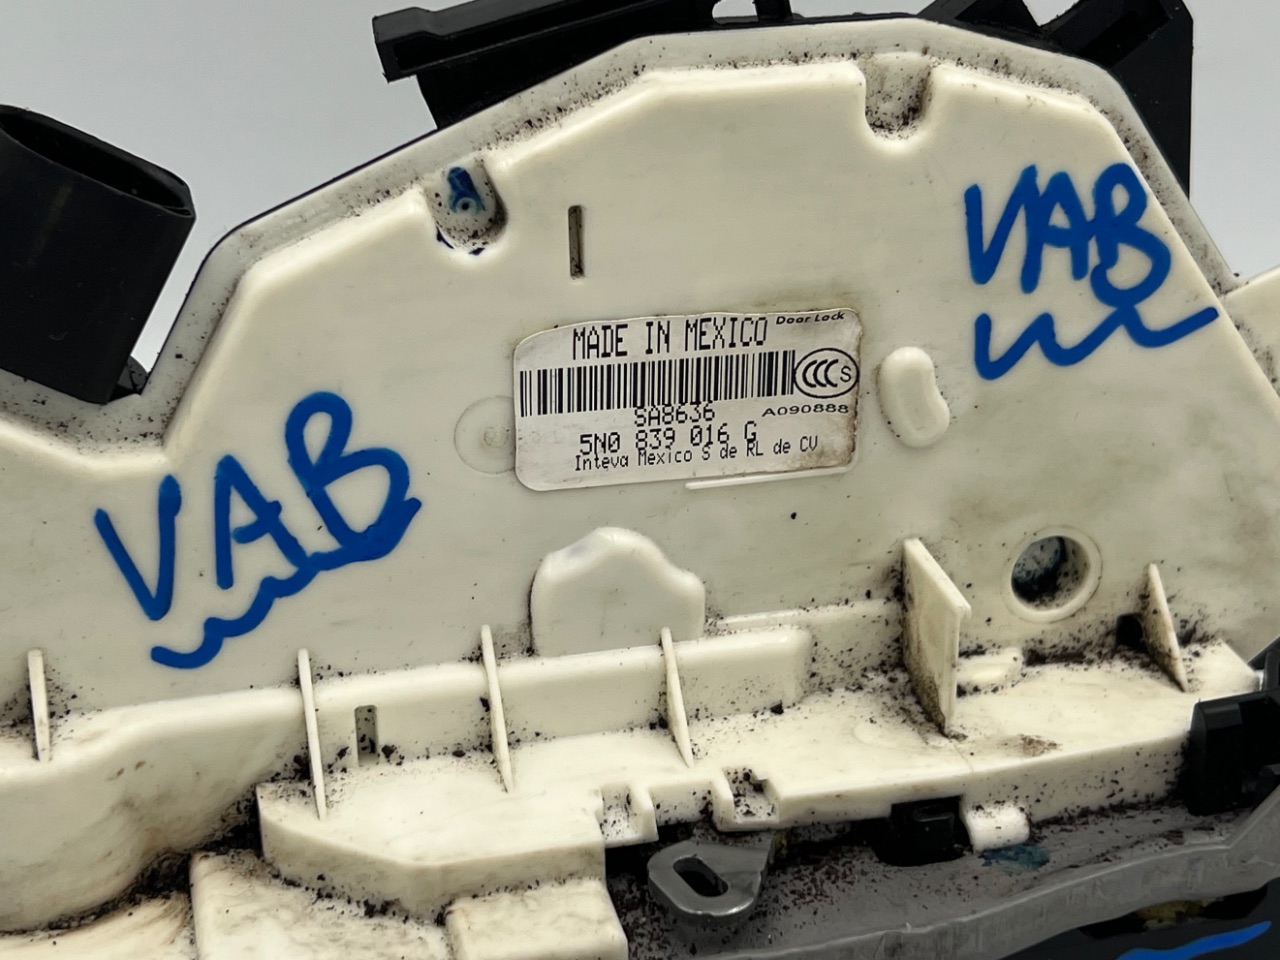 VAB
MADE IN MEXICO Door Lock
CCC S
SA8636 A090888
5N0 839 016 G
Inteva Mexico S de RL de CV
VAB